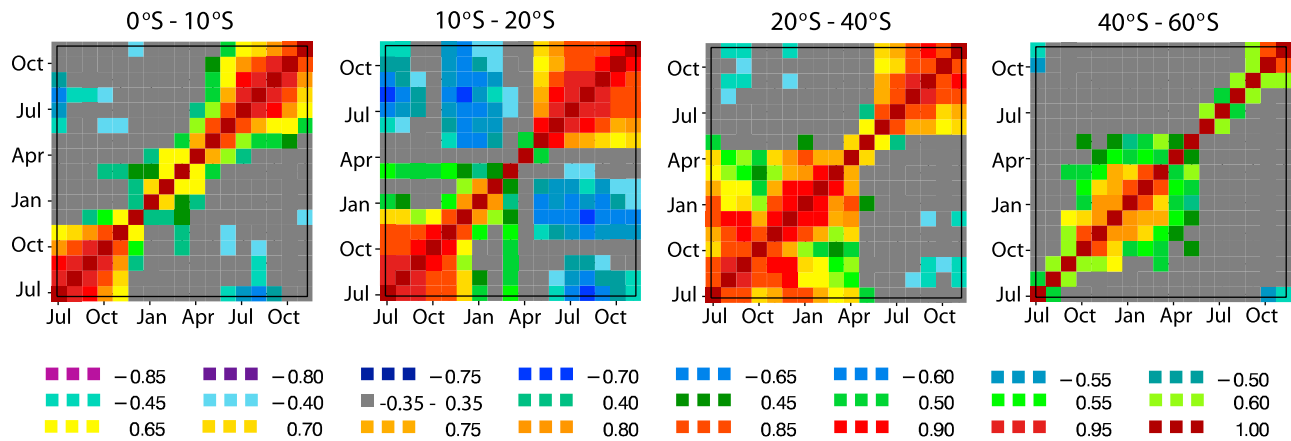 0°S - 10°S 10°S - 20°S 20°S - 40°S 40°S - 60°S
Oct Oct Oct Oct
Jul Jul Jul Jul
Apr Apr Apr Apr
Jan Jan Jan Jan
Oct Oct Oct Oct
Jul Jul Jul Jul
Jul Oct Jan Apr Jul Oct Jul Oct Jan Apr Jul Oct Jul Oct Jan Apr Jul Oct Jul Oct Jan Apr Jul Oct
−0.85 −0.80 −0.75 −0.70 −0.65 −0.60 −0.55 −0.50
−0.45 −0.40 -0.35 - 0.35 0.40 0.45 0.50 0.55 0.60
0.65 0.70 0.75 0.80 0.85 0.90 0.95 1.00